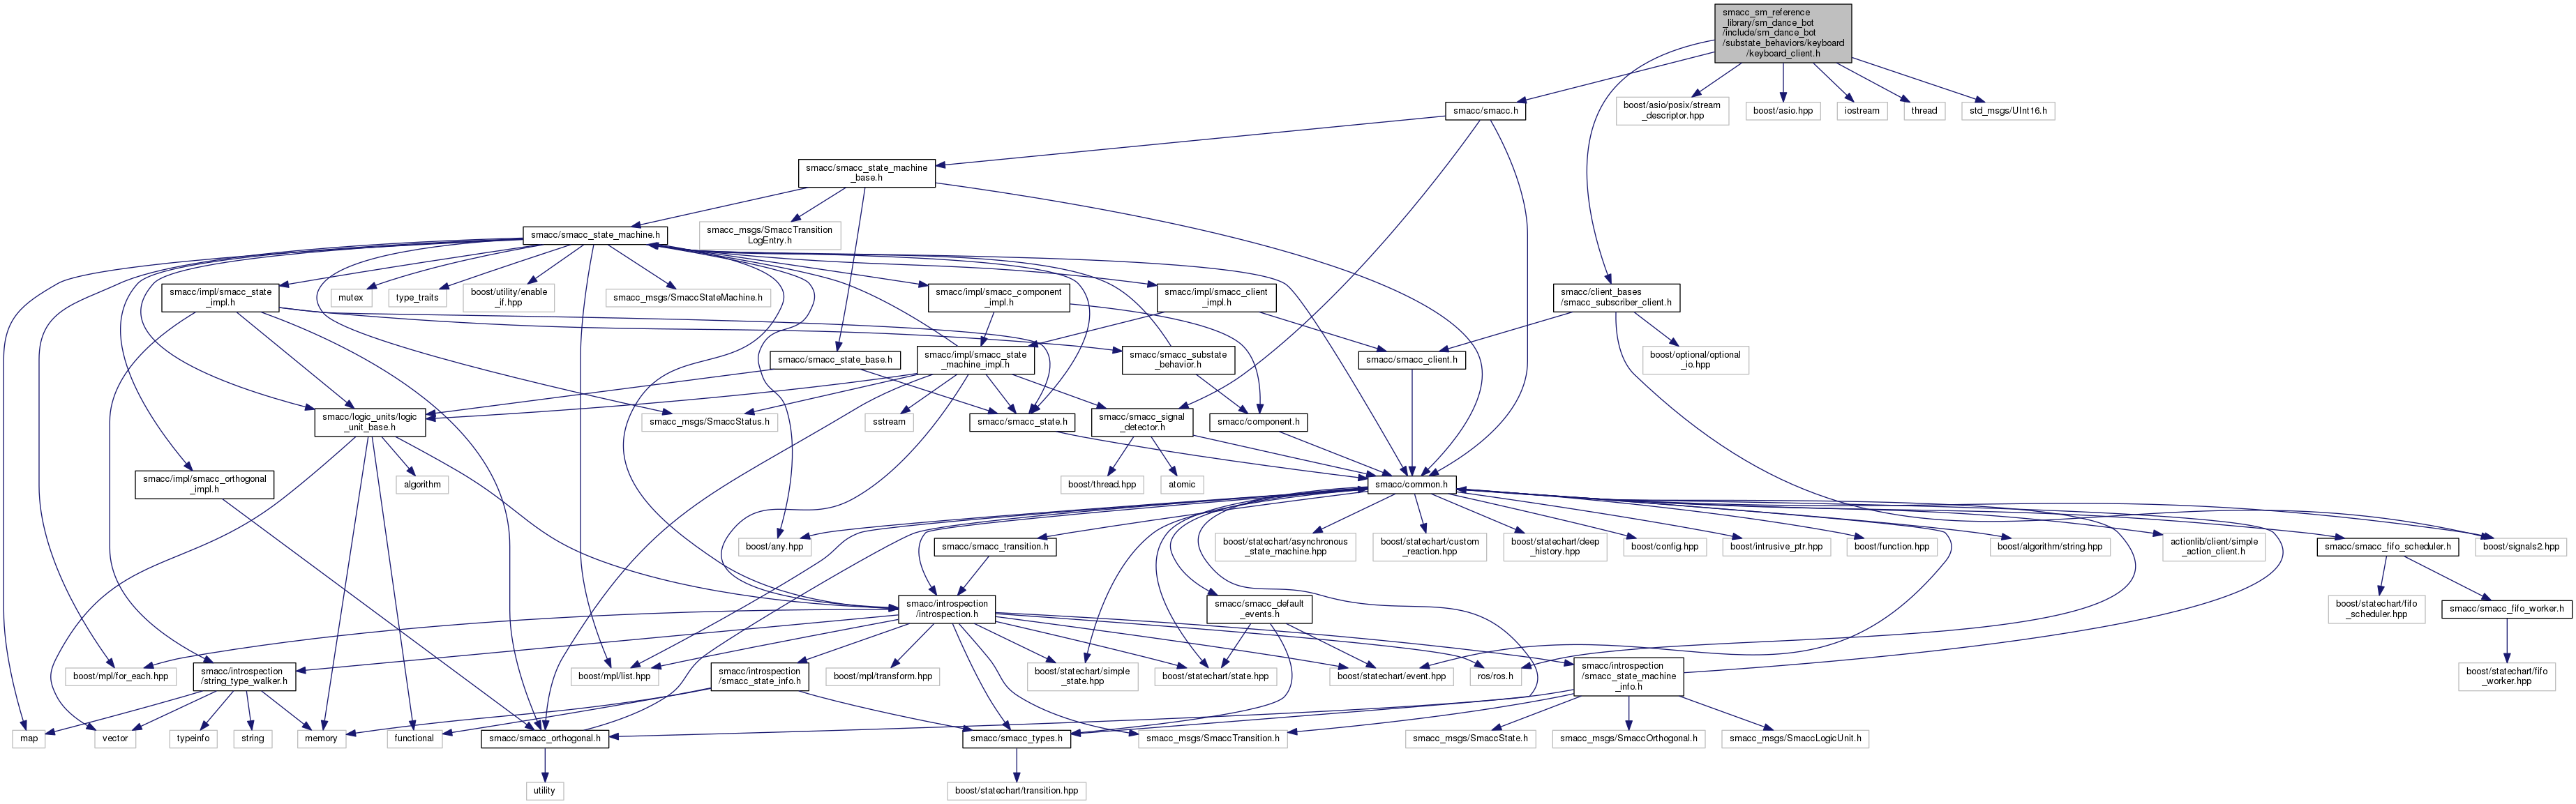 smacc_sm_reference
_library/sm_dance_bot
/include/sm_dance_bot
/substate_behaviors/keyboard
/keyboard_client.h
smacc/smacc.h
boost/asio/posix/stream
_descriptor.hpp
boost/asio.hpp
iostream
thread
std_msgs/UInt16.h
smacc/smacc_state_machine
_base.h
smacc/smacc_state_machine.h
smacc_msgs/SmaccTransition
LogEntry.h
smacc/impl/smacc_state
_impl.h
mutex
type_traits
boost/utility/enable
_if.hpp
smacc_msgs/SmaccStateMachine.h
smacc/impl/smacc_component
_impl.h
smacc/impl/smacc_client
_impl.h
smacc/client_bases
/smacc_subscriber_client.h
smacc/smacc_state_base.h
smacc/impl/smacc_state
_machine_impl.h
smacc/smacc_substate
_behavior.h
smacc/smacc_client.h
boost/optional/optional
_io.hpp
smacc/logic_units/logic
_unit_base.h
smacc_msgs/SmaccStatus.h
sstream
smacc/smacc_state.h
smacc/smacc_signal
_detector.h
smacc/component.h
smacc/impl/smacc_orthogonal
_impl.h
algorithm
boost/thread.hpp
atomic
smacc/common.h
boost/any.hpp
smacc/smacc_transition.h
boost/statechart/asynchronous
_state_machine.hpp
boost/statechart/custom
_reaction.hpp
boost/statechart/deep
_history.hpp
boost/config.hpp
boost/intrusive_ptr.hpp
boost/function.hpp
boost/algorithm/string.hpp
actionlib/client/simple
_action_client.h
smacc/smacc_fifo_scheduler.h
boost/signals2.hpp
smacc/introspection
/introspection.h
smacc/smacc_default
_events.h
boost/statechart/fifo
_scheduler.hpp
smacc/smacc_fifo_worker.h
boost/mpl/for_each.hpp
smacc/introspection
/string_type_walker.h
boost/mpl/list.hpp
smacc/introspection
/smacc_state_info.h
boost/mpl/transform.hpp
boost/statechart/simple
_state.hpp
boost/statechart/state.hpp
boost/statechart/event.hpp
ros/ros.h
smacc/introspection
/smacc_state_machine
_info.h
boost/statechart/fifo
_worker.hpp
map
vector
typeinfo
string
memory
functional
smacc/smacc_orthogonal.h
smacc/smacc_types.h
smacc_msgs/SmaccTransition.h
smacc_msgs/SmaccState.h
smacc_msgs/SmaccOrthogonal.h
smacc_msgs/SmaccLogicUnit.h
utility
boost/statechart/transition.hpp